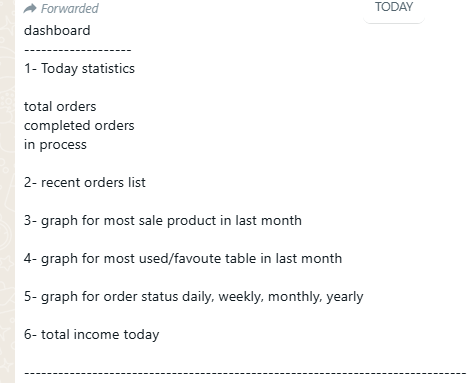 Forwarded
TODAY
dashboard
-------------------
1- Today statistics
total orders
completed orders
in process
2- recent orders list
3- graph for most sale product in last month
4- graph for most used/favoute table in last month
5- graph for order status daily, weekly, monthly, yearly
6- total income today
-----------------------------------------------------------------------------